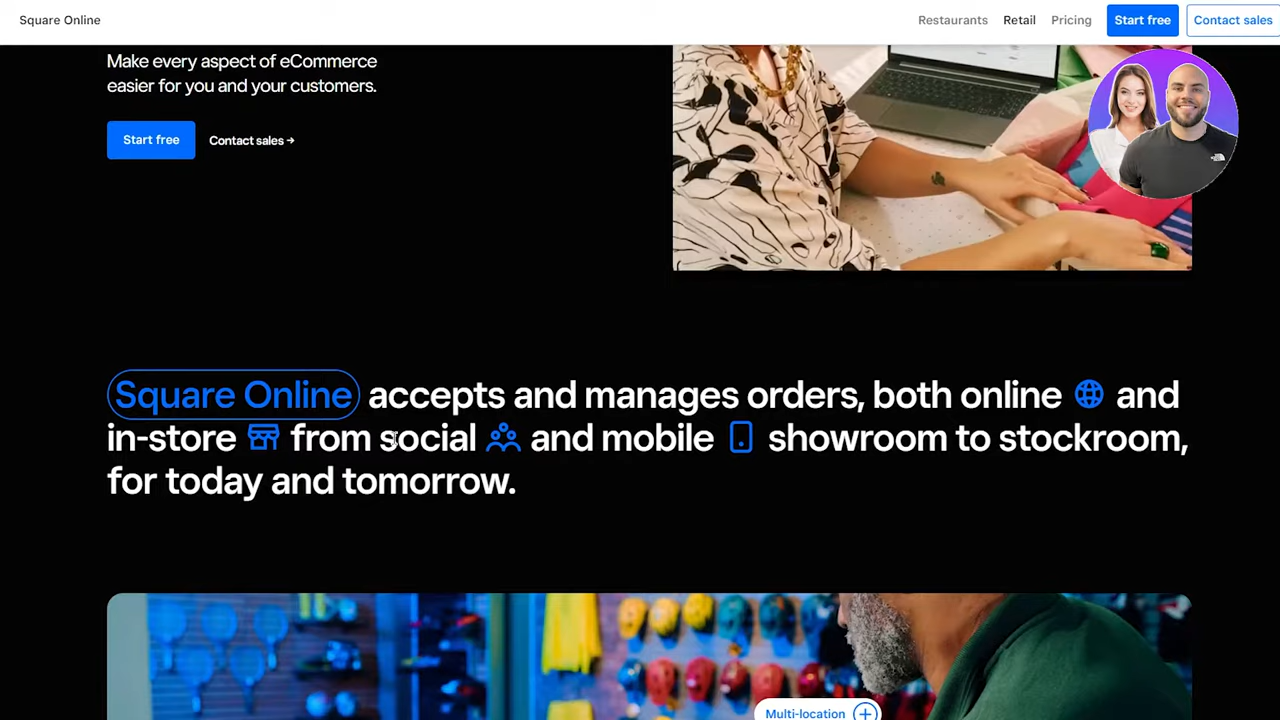 Square Online
Restaurants
Retail
Pricing
Start free
Contact sales
Make every aspect of eCommerce
easier for you and your customers.
Start free
Contact sales →
Square Online accepts and manages orders, both online and
in-store from social and mobile showroom to stockroom,
for today and tomorrow.
Multi-location